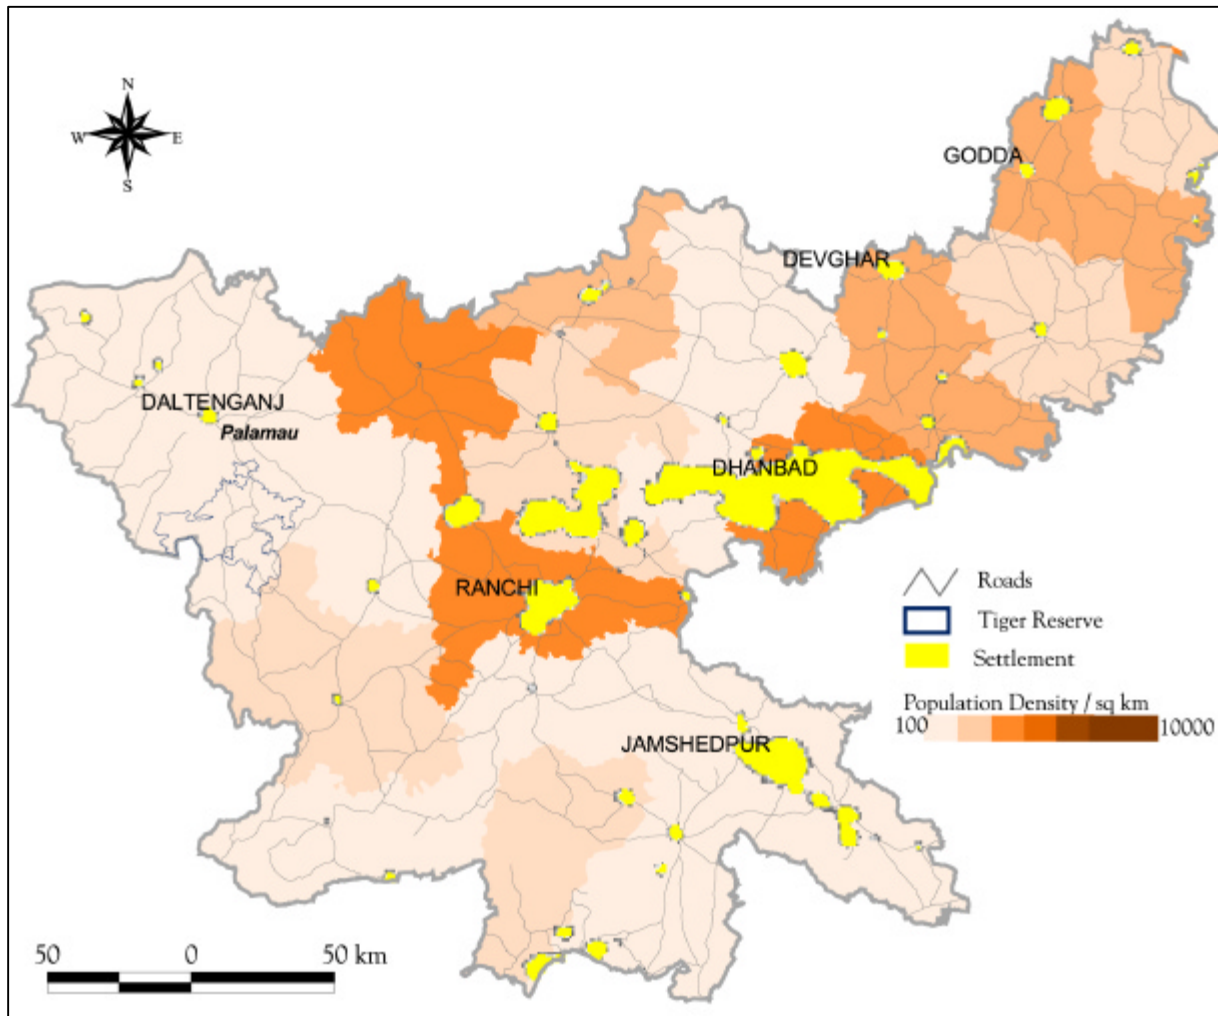 N
W E
S
GODDA
DEVGHAR
DALTENGANJ
Palamau
DHANBAD
RANCHI
Roads
Tiger Reserve
Settlement
Population Density / sq km
100 10000
JAMSHEDPUR
50 0 50 km